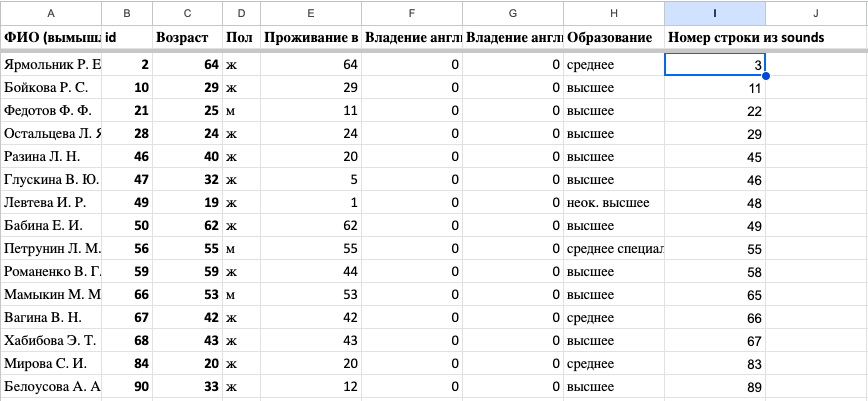 A B C D E F G H I J
ФИО (вымышл id Возраст Пол Проживание в Владение англи Владение англи Образование Номер строки из sounds
Ярмольник Р. Е 2 64 ж 64 0 0 среднее 3
Бойкова Р. С. 10 29 ж 29 0 0 высшее 11
Федотов Ф. Ф. 21 25 м 11 0 0 высшее 22
Остальцева Л. Я 28 24 ж 24 0 0 высшее 29
Разина Л. Н. 46 40 ж 20 0 0 высшее 45
Глускина В. Ю. 47 32 ж 5 0 0 высшее 46
Левтева И. Р. 49 19 ж 1 0 0 неок. высшее 48
Бабина Е. И. 50 62 ж 62 0 0 высшее 49
Петрунин Л. М. 56 55 м 55 0 0 среднее специал 55
Романенко В. Г. 59 59 ж 44 0 0 высшее 58
Мамыкин М. М 66 53 м 53 0 0 высшее 65
Вагина В. Н. 67 42 ж 42 0 0 среднее 66
Хабибова Э. Т. 68 43 ж 43 0 0 высшее 67
Мирова С. И. 84 20 ж 20 0 0 среднее 83
Белоусова А. А 90 33 ж 12 0 0 высшее 89